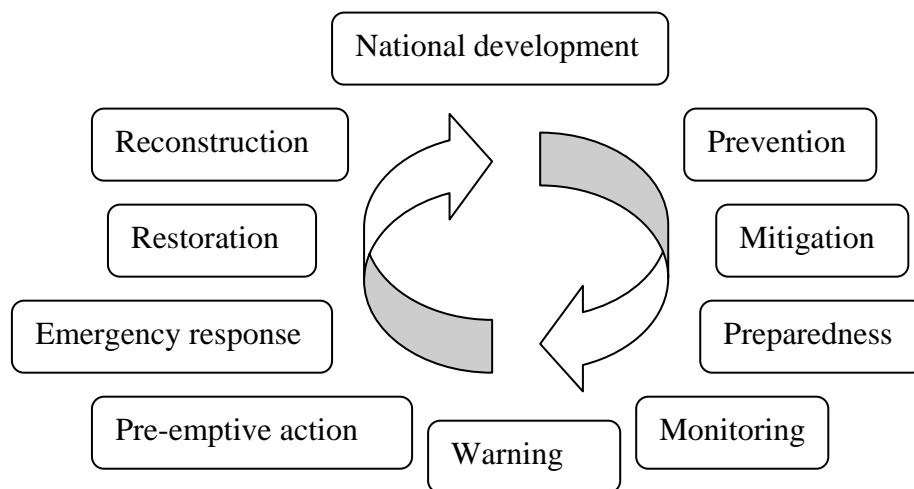 National development
Reconstruction
Prevention
Restoration
Mitigation
Emergency response
Preparedness
Pre-emptive action
Warning
Monitoring